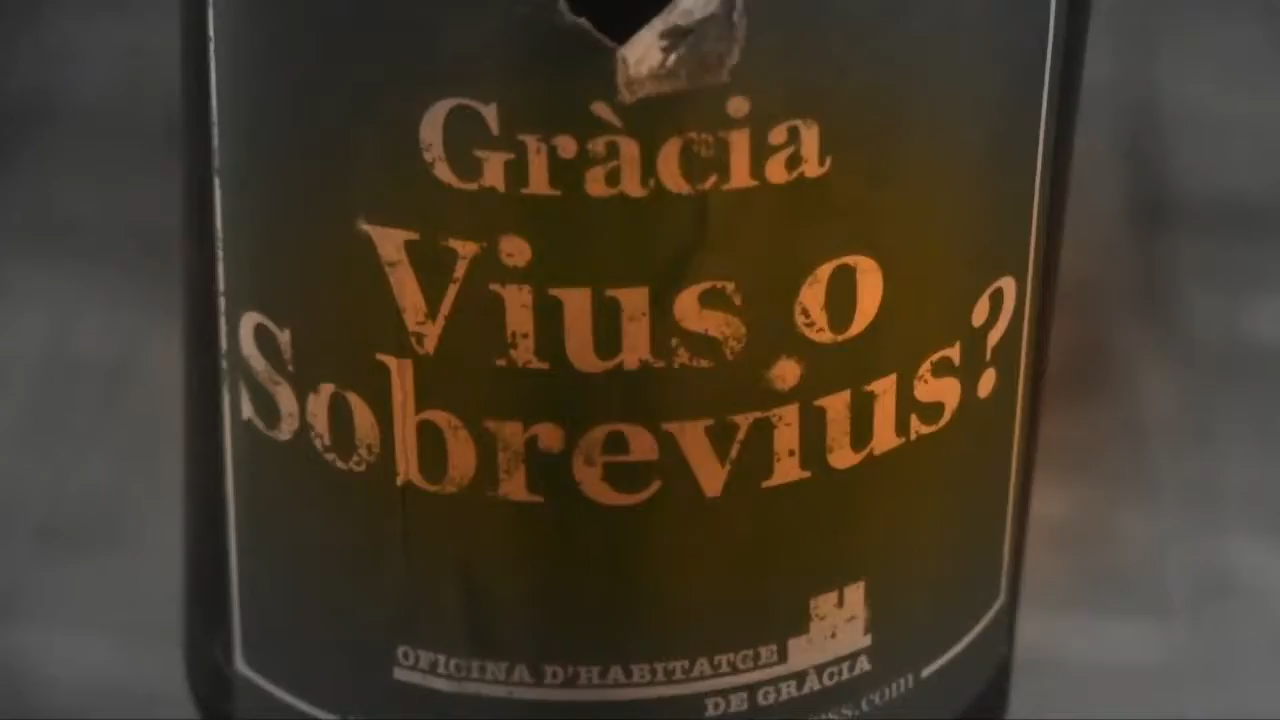 Gràcia
Vius o
Sobrevius?
OFICINA D'HABITATGE
DE GRÀCIA